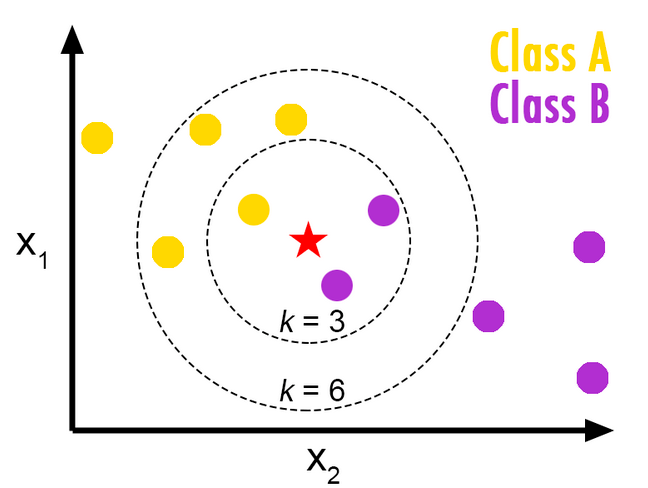 Class A
Class B
x1
k = 3
k = 6
x2